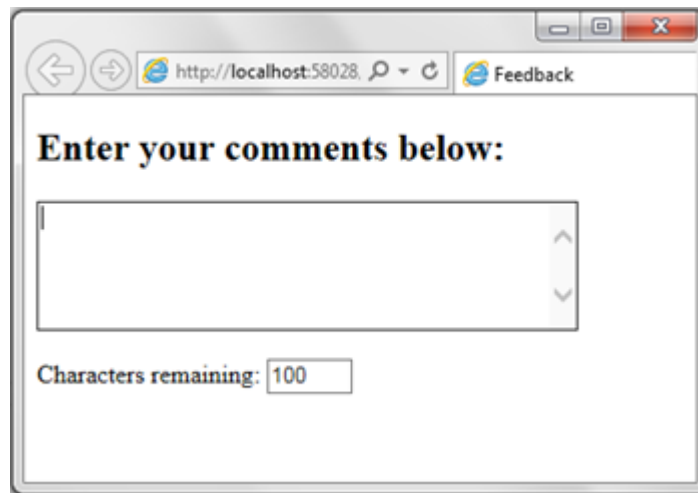 http://localhost:58028,
Feedback
Enter your comments below:
Characters remaining: 100